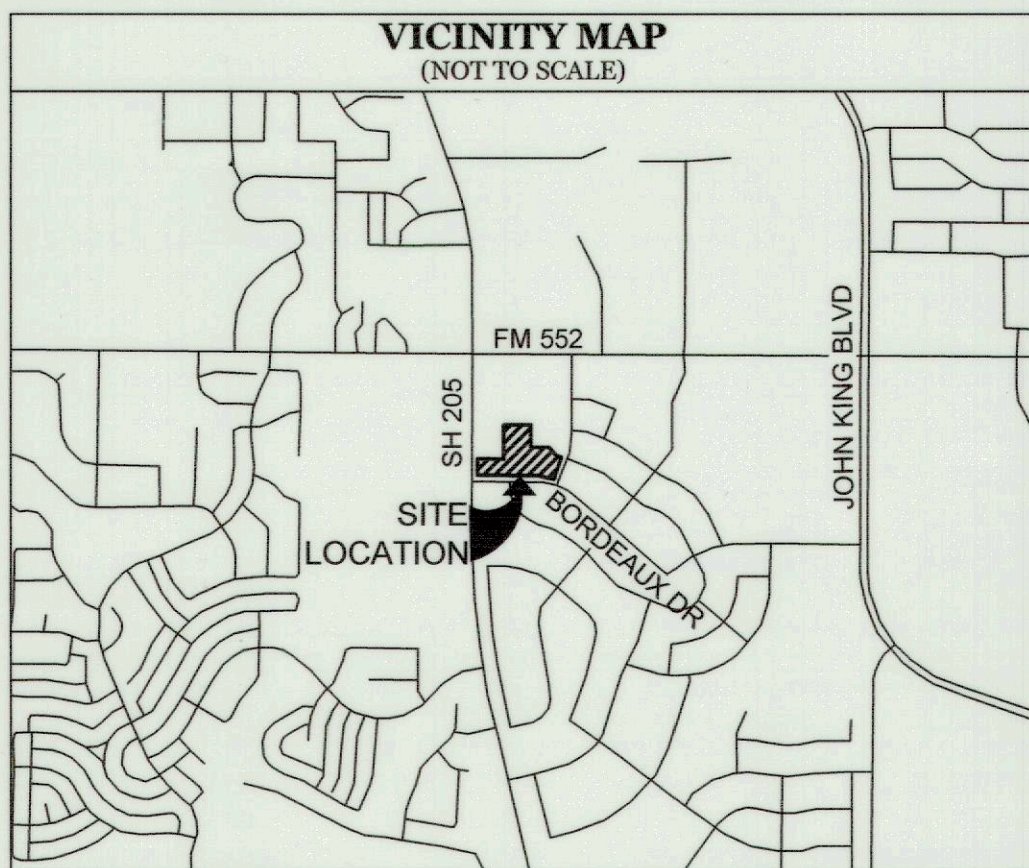 VICINITY MAP
(NOT TO SCALE)
FM 552
SH 205
JOHN KING BLVD
SITE
LOCATION
BORDEAUX DR